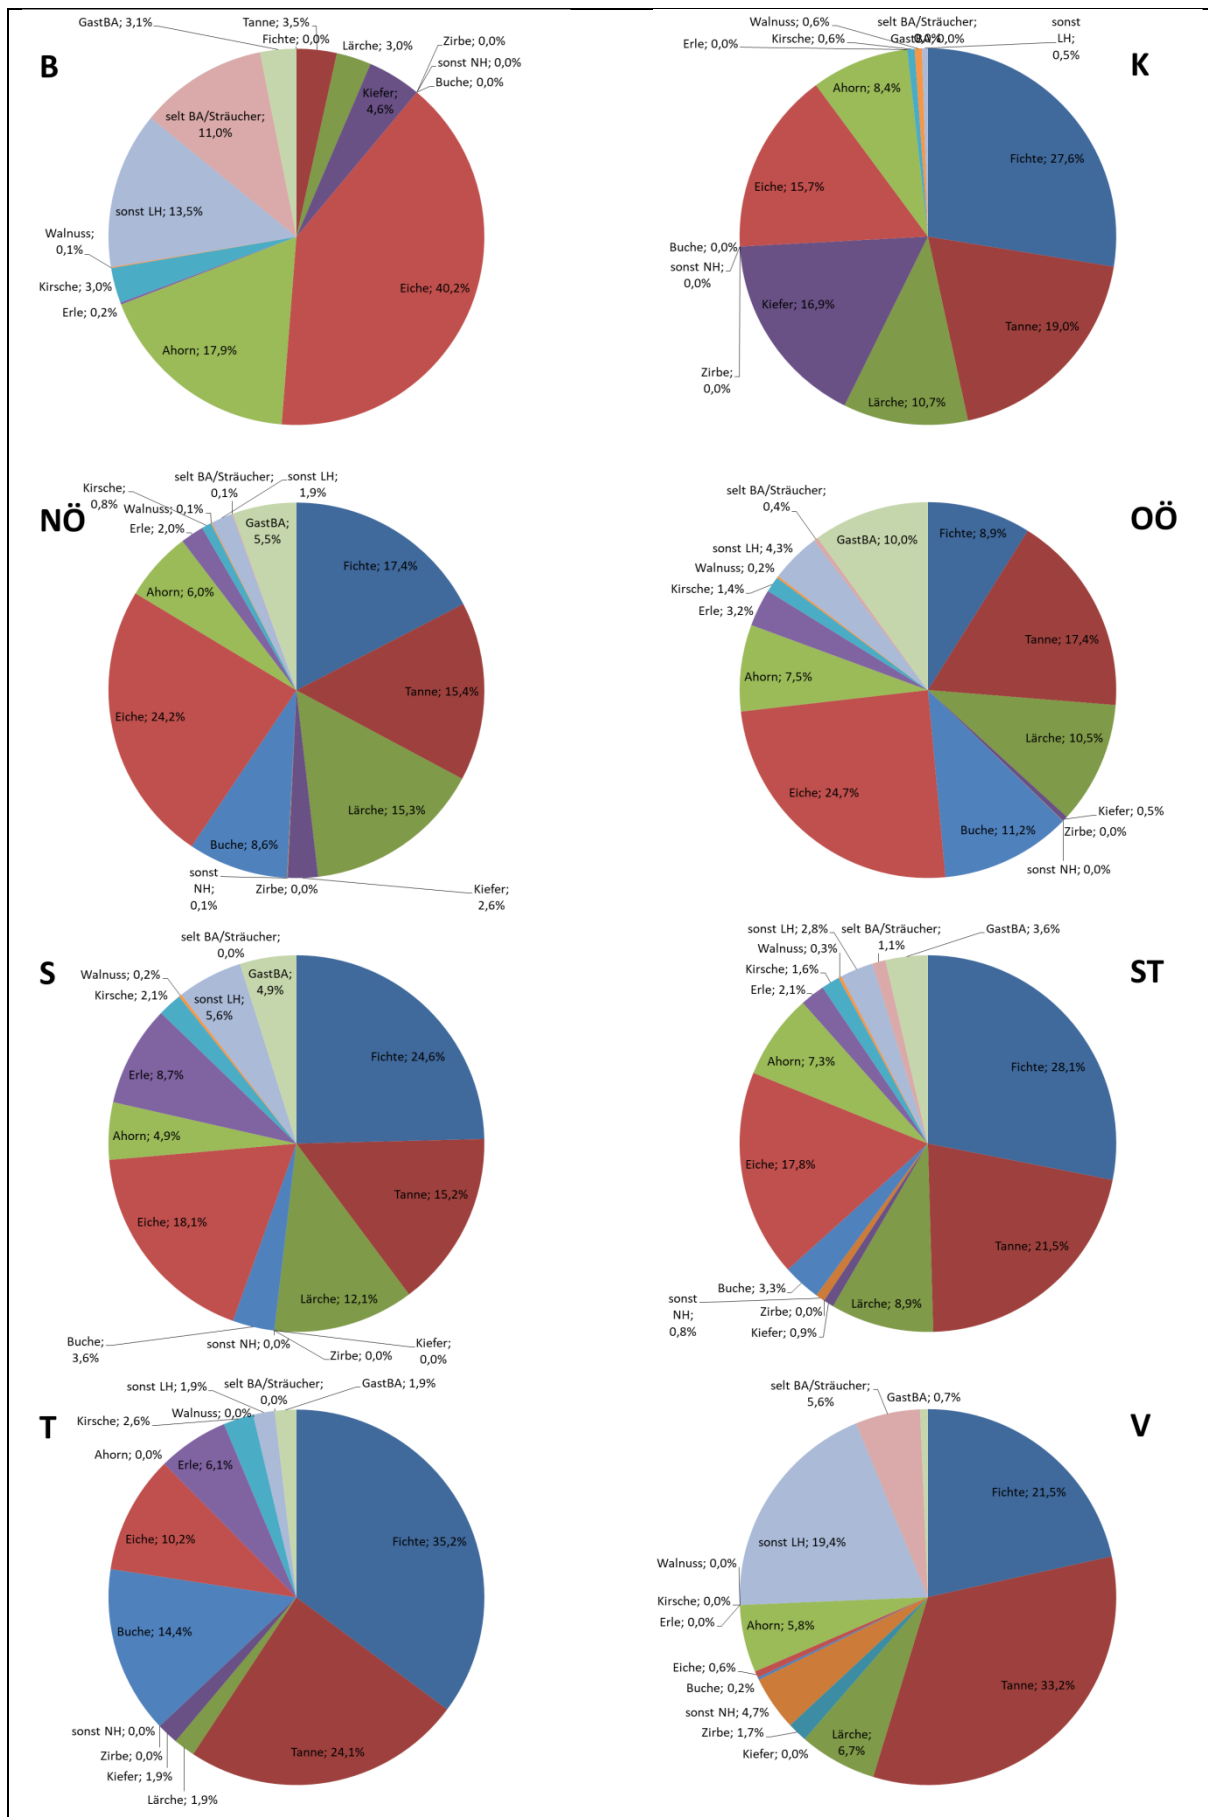 B
GastBA; 3,1%
Tanne; 3,5%
Fichte; 0,0%
Lärche; 3,0%
Zirbe; 0,0%
sonst NH; 0,0%
Buche; 0,0%
Kiefer;
4,6%
selt BA/Sträucher;
11,0%
sonst LH; 13,5%
Walnuss;
0,1%
Kirsche; 3,0%
Erle; 0,2%
Ahorn; 17,9%
Eiche; 40,2%
K
Walnuss; 0,6%
selt BA/Sträucher;
0,0%
sonst
LH;
0,5%
Erle; 0,0%
Kirsche; 0,6%
GastBA; 0,0%
Ahorn; 8,4%
Fichte; 27,6%
Eiche; 15,7%
Buche; 0,0%
sonst NH;
0,0%
Kiefer; 16,9%
Tanne; 19,0%
Zirbe;
0,0%
Lärche; 10,7%
NÖ
selt BA/Sträucher;
0,1%
sonst LH;
1,9%
Kirsche;
0,8%
Walnuss; 0,1%
Erle; 2,0%
GastBA;
5,5%
Fichte; 17,4%
Ahorn; 6,0%
Tanne; 15,4%
Eiche; 24,2%
Lärche; 15,3%
Buche; 8,6%
sonst
NH;
0,1%
Zirbe; 0,0%
Kiefer;
2,6%
OÖ
selt BA/Sträucher;
0,4%
GastBA; 10,0%
Fichte; 8,9%
sonst LH; 4,3%
Walnuss; 0,2%
Kirsche; 1,4%
Erle; 3,2%
Tanne; 17,4%
Ahorn; 7,5%
Lärche; 10,5%
Eiche; 24,7%
Buche; 11,2%
Kiefer; 0,5%
Zirbe; 0,0%
sonst NH; 0,0%
S
selt BA/Sträucher;
0,0%
Walnuss; 0,2%
Kirsche; 2,1%
sonst LH;
5,6%
GastBA;
4,9%
Fichte; 24,6%
Erle; 8,7%
Ahorn; 4,9%
Tanne; 15,2%
Eiche; 18,1%
Lärche; 12,1%
Buche;
3,6%
sonst NH; 0,0%
Zirbe; 0,0%
Kiefer;
0,0%
ST
sonst LH; 2,8%
selt BA/Sträucher;
1,1%
GastBA; 3,6%
Walnuss; 0,3%
Kirsche; 1,6%
Erle; 2,1%
Ahorn; 7,3%
Fichte; 28,1%
Eiche; 17,8%
Tanne; 21,5%
Buche; 3,3%
sonst
NH;
0,8%
Zirbe; 0,0%
Kiefer; 0,9%
Lärche; 8,9%
T
sonst LH; 1,9%
selt BA/Sträucher;
0,0%
GastBA; 1,9%
Kirsche; 2,6%
Walnuss; 0,0%
Ahorn; 0,0%
Erle; 6,1%
Eiche; 10,2%
Fichte; 35,2%
Buche; 14,4%
sonst NH; 0,0%
Zirbe; 0,0%
Kiefer; 1,9%
Lärche; 1,9%
Tanne; 24,1%
V
selt BA/Sträucher;
5,6%
GastBA; 0,7%
Fichte; 21,5%
sonst LH; 19,4%
Walnuss; 0,0%
Kirsche; 0,0%
Erle; 0,0%
Ahorn; 5,8%
Eiche; 0,6%
Buche; 0,2%
sonst NH; 4,7%
Zirbe; 1,7%
Kiefer; 0,0%
Lärche;
6,7%
Tanne; 33,2%